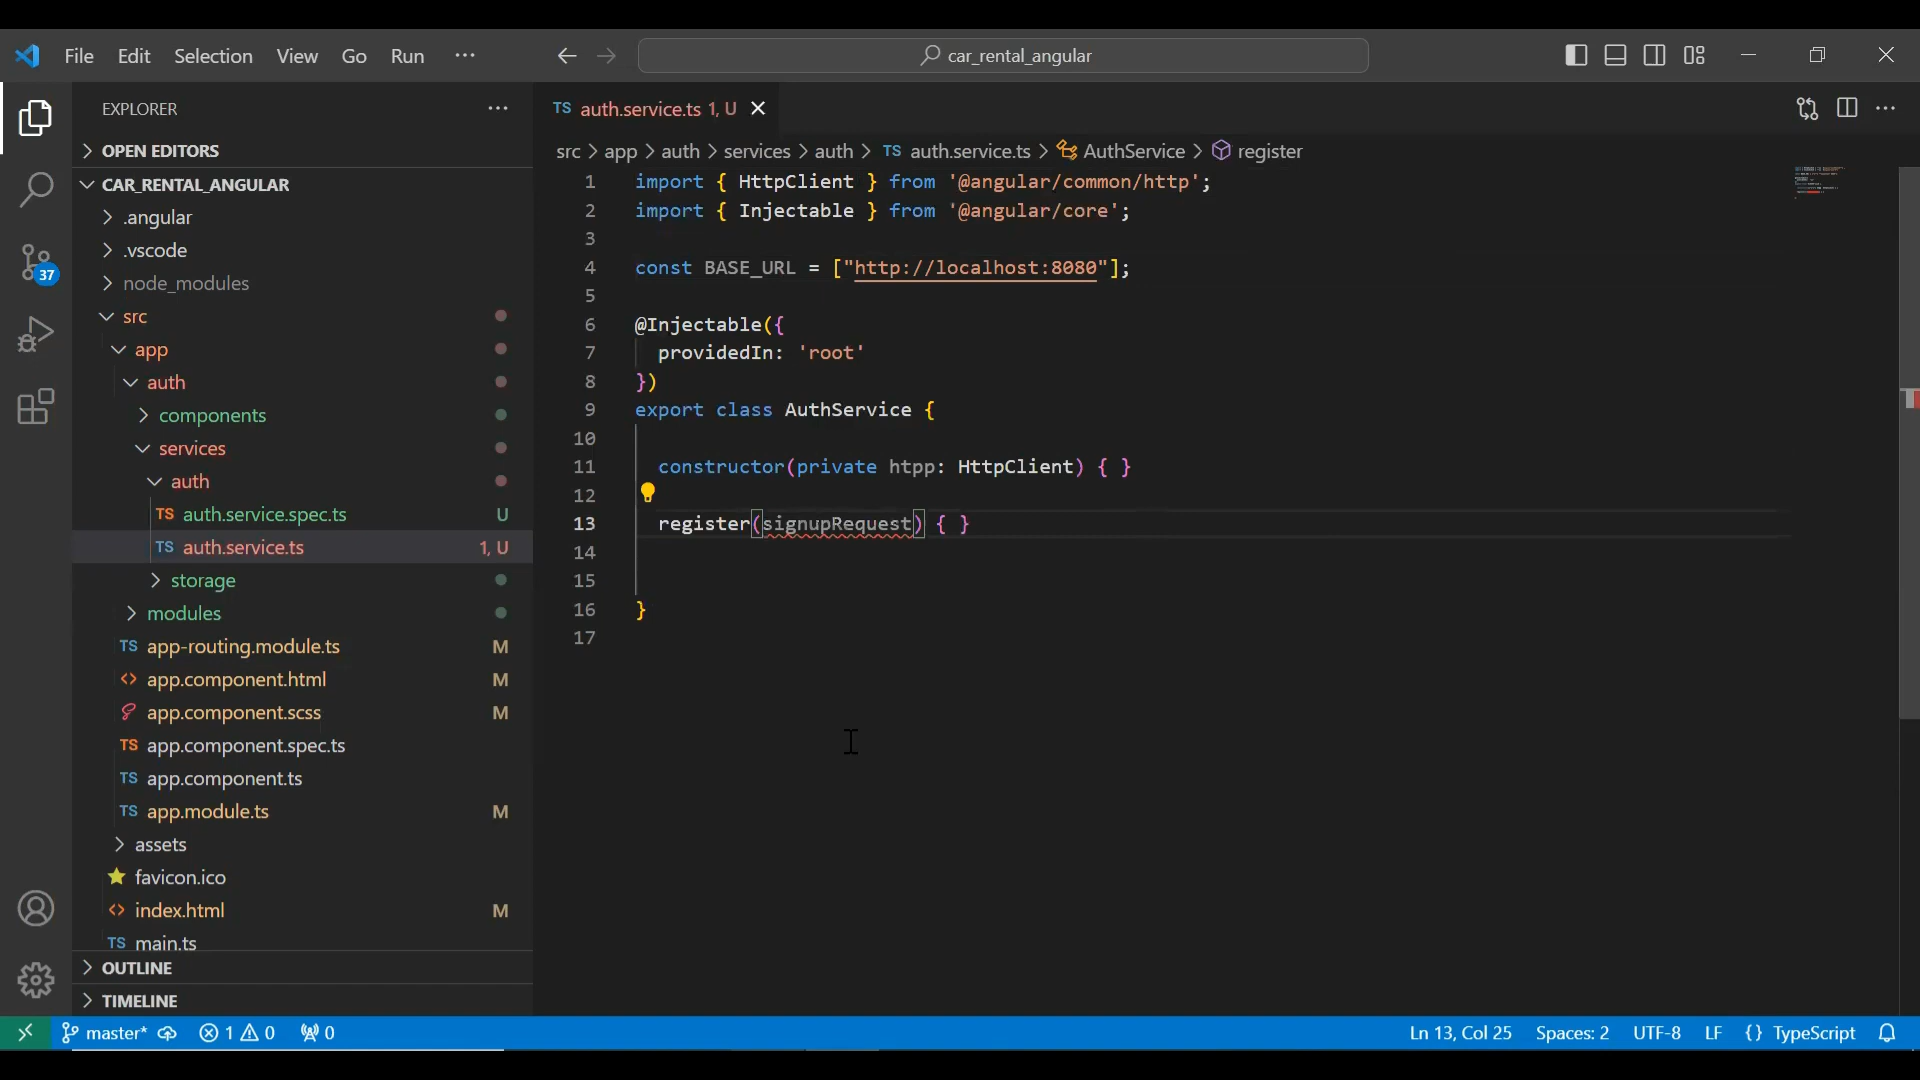 File Edit Selection View Go Run ···
car_rental_angular
EXPLORER
OPEN EDITORS
CAR_RENTAL_ANGULAR
.angular
.vscode
node_modules
src
app
auth
components
services
auth
TS auth.service.spec.ts U
TS auth.service.ts 1, U
storage
modules
TS app-routing.module.ts M
<> app.component.html M
app.component.scss M
TS app.component.spec.ts
TS app.component.ts
TS app.module.ts M
assets
favicon.ico
<> index.html M
TS main.ts
OUTLINE
TIMELINE
37
TS auth.service.ts 1, U
src > app > auth > services > auth > TS auth.service.ts > AuthService > register
1 import { HttpClient } from '@angular/common/http';
2 import { Injectable } from '@angular/core';
3
4 const BASE_URL = ["http://localhost:8080"];
5
6 @Injectable({
7 providedIn: 'root'
8 })
9 export class AuthService {
10
11 constructor(private htpp: HttpClient) { }
12
13 register(signupRequest) { }
14
15
16 }
17
master* 1 0 0 Ln 13, Col 25 Spaces: 2 UTF-8 LF {} TypeScript